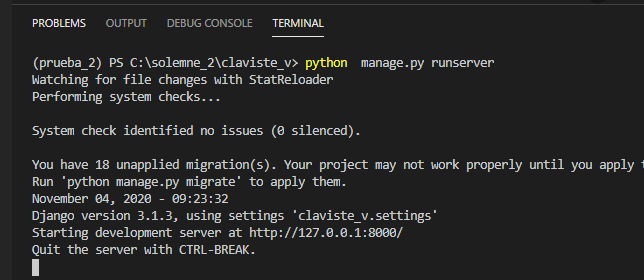 PROBLEMS OUTPUT DEBUG CONSOLE TERMINAL
(prueba_2) PS C:\solemne_2\claviste_v> python  manage.py runserver
Watching for file changes with StatReloader
Performing system checks...
System check identified no issues (0 silenced).
You have 18 unapplied migration(s). Your project may not work properly until you apply
Run 'python manage.py migrate' to apply them.
November 04, 2020 - 09:23:32
Django version 3.1.3, using settings 'claviste_v.settings'
Starting development server at http://127.0.0.1:8000/
Quit the server with CTRL-BREAK.